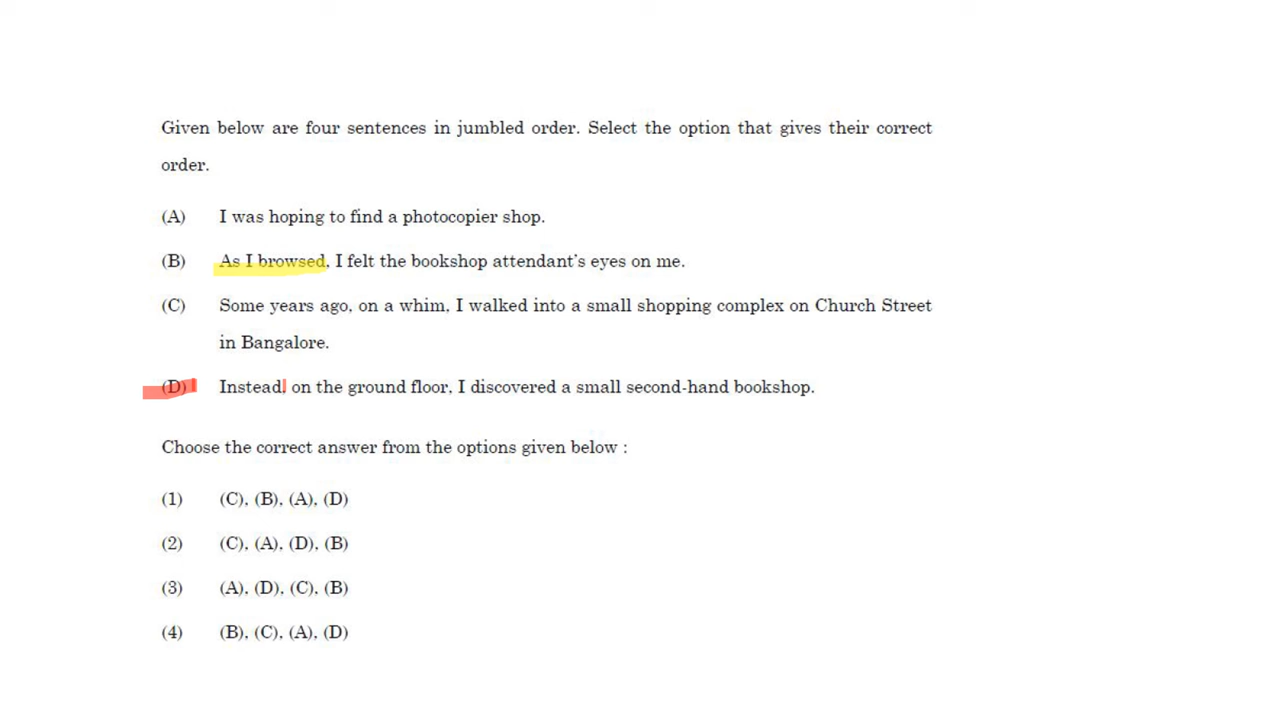 Given below are four sentences in jumbled order. Select the option that gives their correct
order.
(A) I was hoping to find a photocopier shop.
(B) As I browsed, I felt the bookshop attendant's eyes on me.
(C) Some years ago, on a whim, I walked into a small shopping complex on Church Street
in Bangalore.
(D) Instead, on the ground floor, I discovered a small second-hand bookshop.
Choose the correct answer from the options given below :
(1) (C), (B), (A), (D)
(2) (C), (A), (D), (B)
(3) (A), (D), (C), (B)
(4) (B), (C), (A), (D)